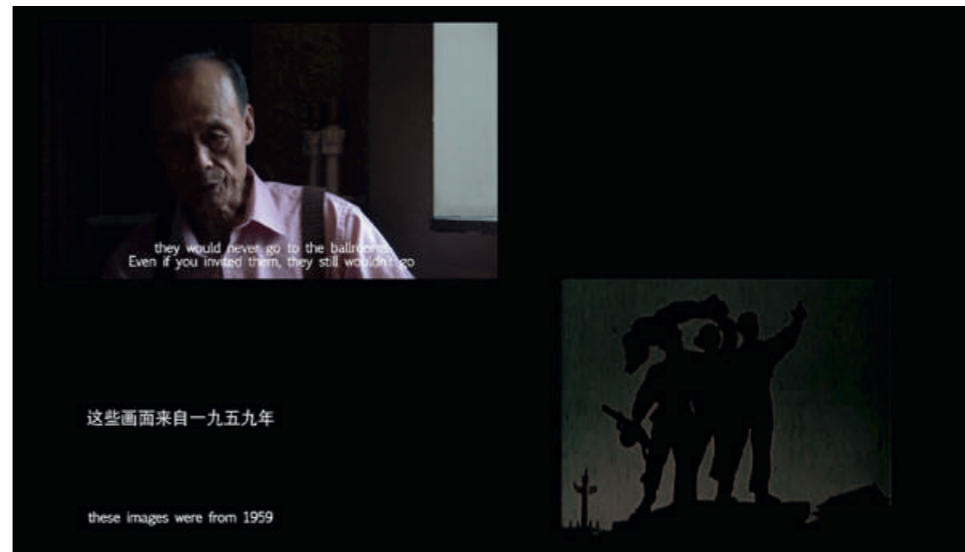 they would never go to the ballrooms.
Even if you invited them, they still wouldn't go
这些画面来自一九五九年
these images were from 1959